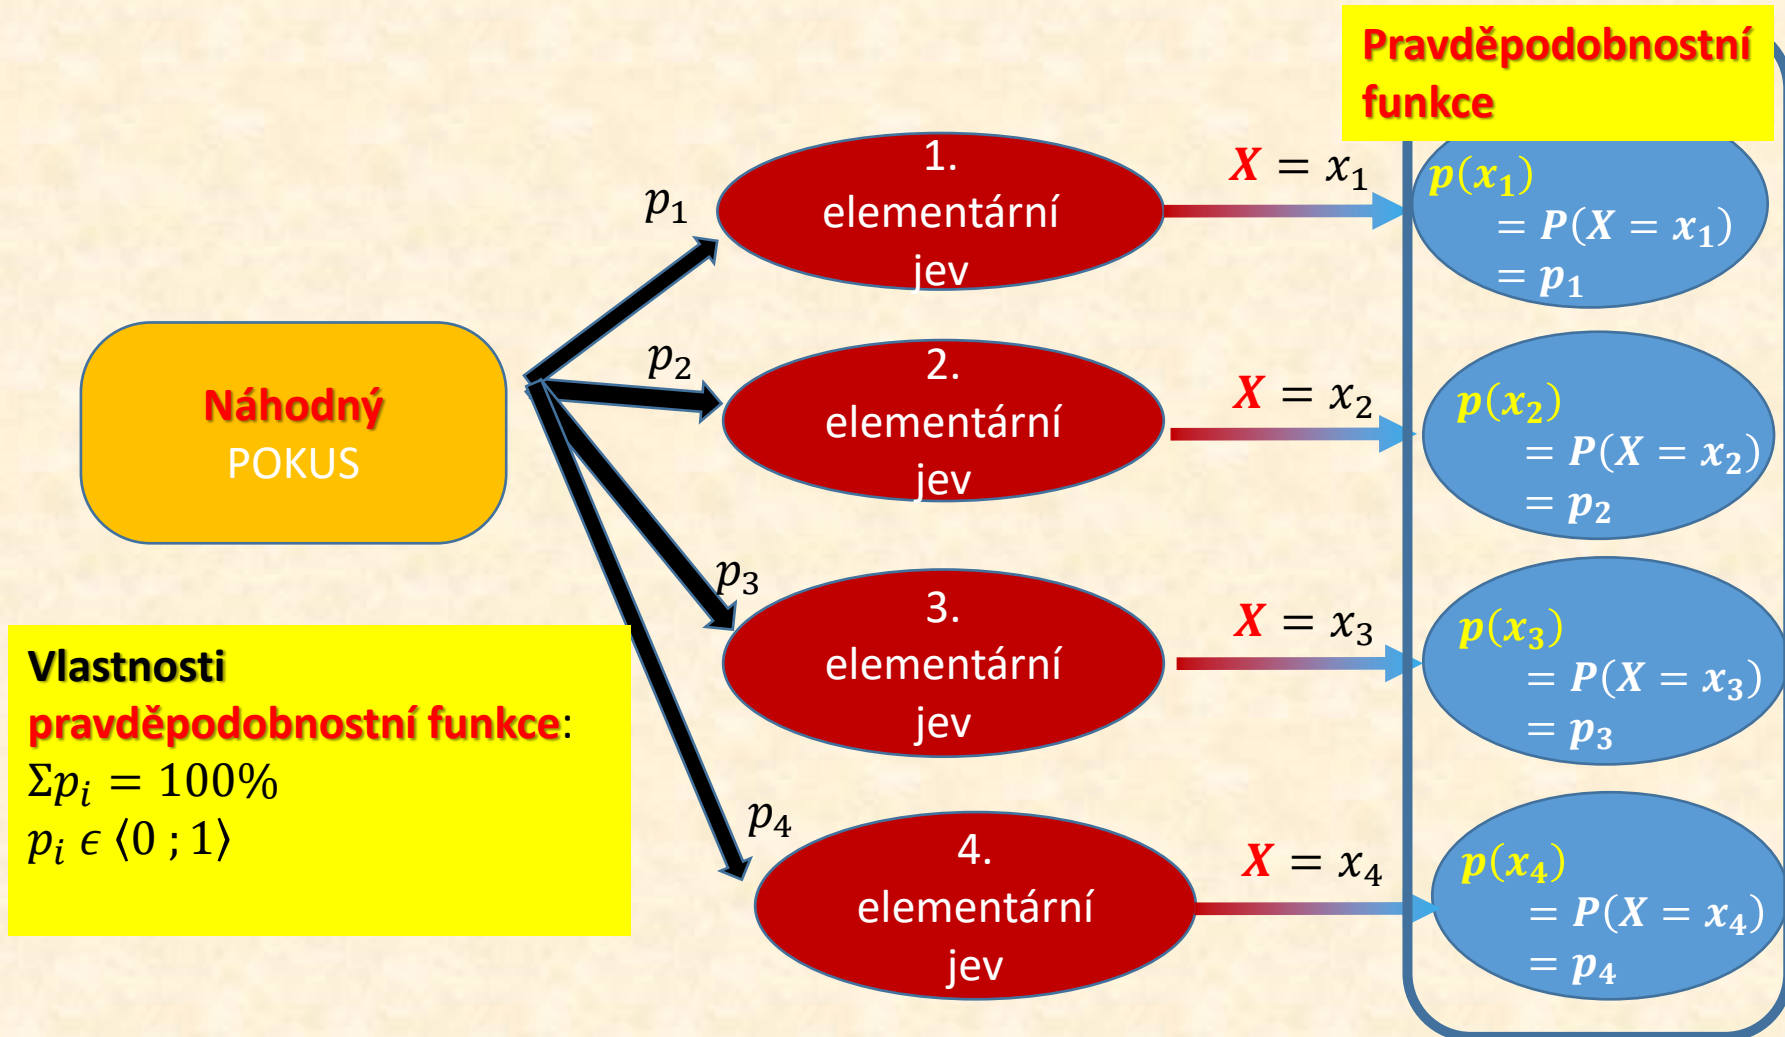 Pravděpodobnostní
funkce
1.
elementární
jev
p₁
X = x₁
p(x₁)
= P(X = x₁)
= p₁
2.
elementární
jev
p₂
X = x₂
p(x₂)
= P(X = x₂)
= p₂
Náhodný
POKUS
3.
elementární
jev
p₃
X = x₃
p(x₃)
= P(X = x₃)
= p₃
Vlastnosti
pravděpodobnostní funkce:
Σpᵢ = 100%
pᵢ ϵ ⟨0 ; 1⟩
4.
elementární
jev
p₄
X = x₄
p(x₄)
= P(X = x₄)
= p₄